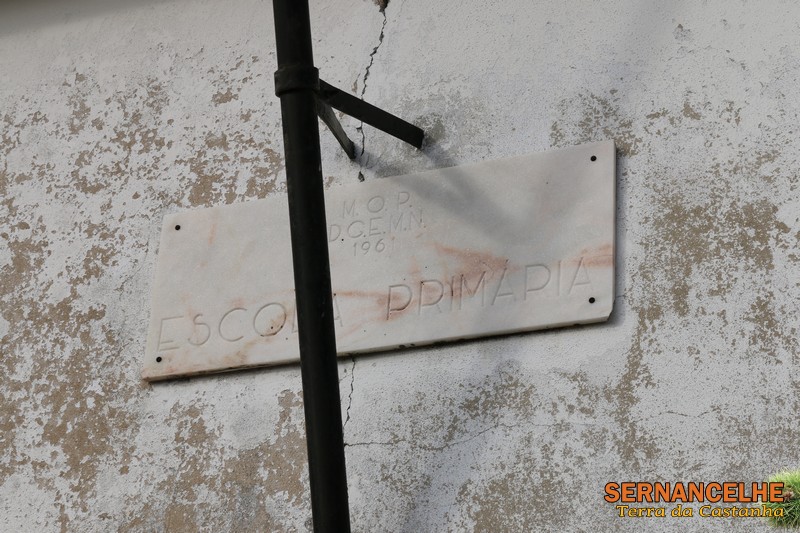 M.O.P.
D.G.E.M.N.
1961
ESCOLA PRIMÁRIA
SERNANCELHE
Terra da Castanha